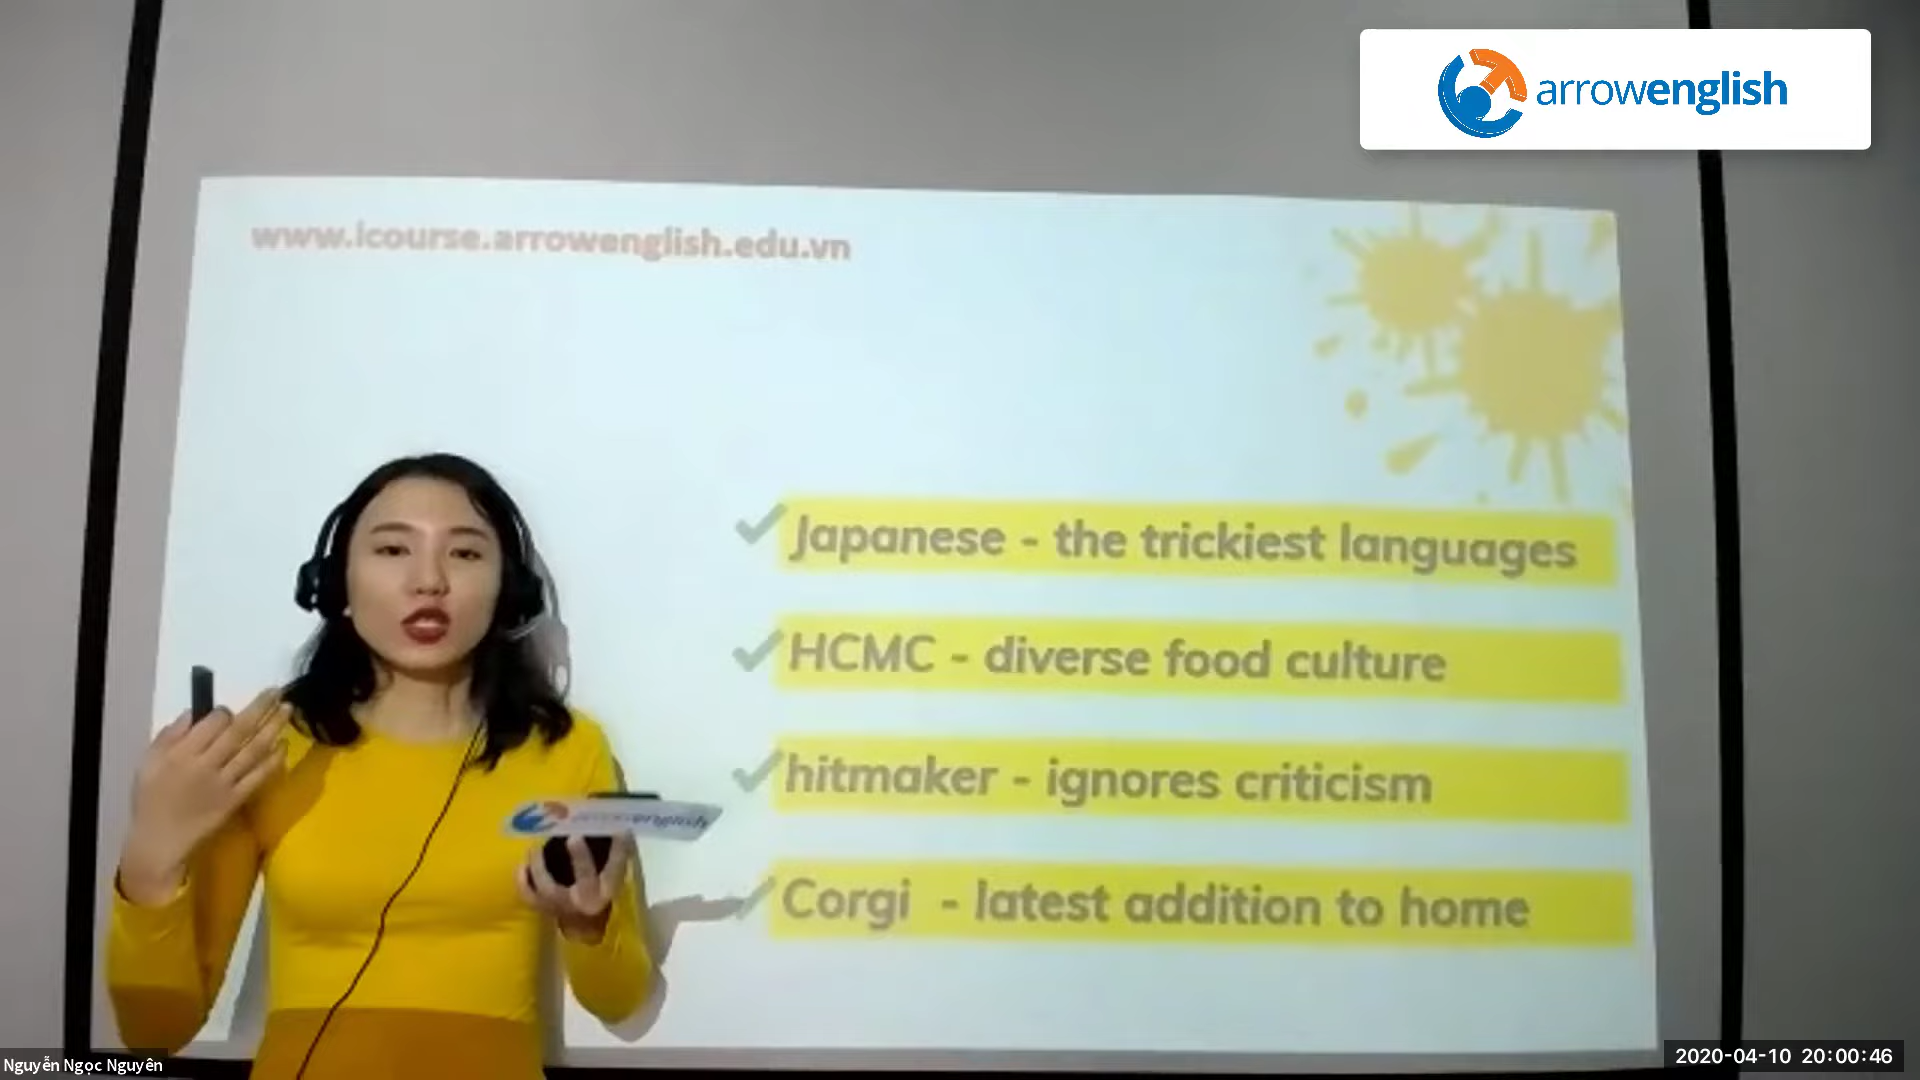 arrowenglish
www.icourse.arrowenglish.edu.vn
Japanese - the trickiest languages
HCMC - diverse food culture
hitmaker - ignores criticism
arrowenglish
Corgi - latest addition to home
Nguyễn Ngọc Nguyên
2020-04-10 20:00:46